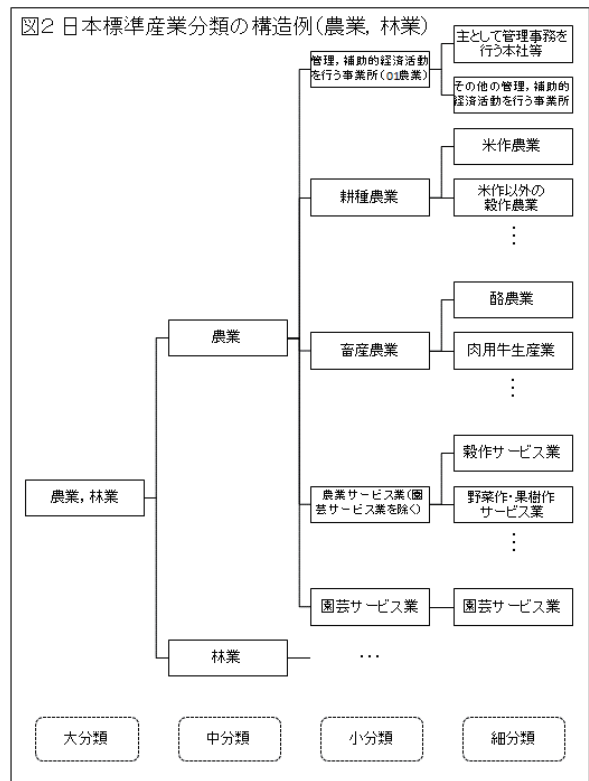 図2 日本標準産業分類の構造例(農業, 林業)
管理, 補助的経済活動
を行う事業所(01農業)
主として管理事務を
行う本社等
その他の管理, 補助的
経済活動を行う事業所
耕種農業
米作農業
米作以外の
穀作農業
⋮
農業
畜産農業
酪農業
肉用牛生産業
⋮
農業, 林業
農業サービス業(園
芸サービス業を除く)
穀作サービス業
野菜作・果樹作
サービス業
⋮
園芸サービス業
園芸サービス業
林業
…
大分類
中分類
小分類
細分類